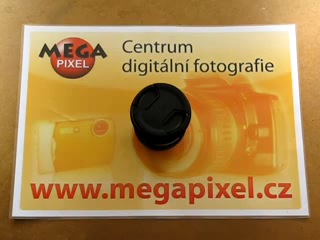 MEGA
PIXEL
Centrum
digitální fotografie
www.megapixel.cz